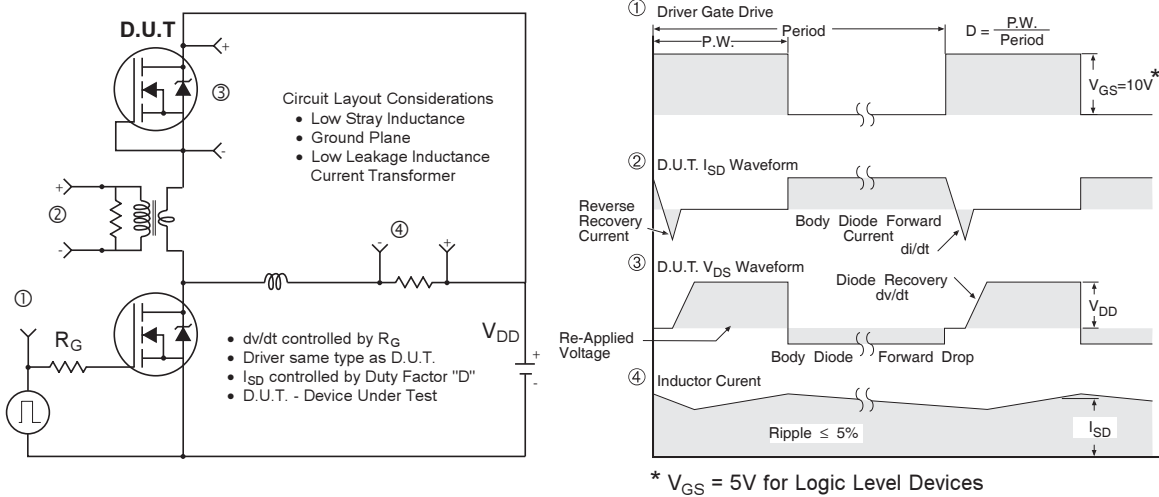 D.U.T
+
③
-
Circuit Layout Considerations
• Low Stray Inductance
• Ground Plane
• Low Leakage Inductance
Current Transformer
+
②
-
④
-
+
①
R_G
V_DD
+
-
• dv/dt controlled by R_G
• Driver same type as D.U.T.
• I_SD controlled by Duty Factor "D"
• D.U.T. - Device Under Test
① Driver Gate Drive
Period
P.W.
D = P.W. / Period
V_GS=10V *
② D.U.T. I_SD Waveform
Reverse
Recovery
Current
Body Diode Forward
Current
di/dt
③ D.U.T. V_DS Waveform
Diode Recovery
dv/dt
V_DD
Re-Applied
Voltage
Body Diode Forward Drop
④ Inductor Curent
Ripple ≤ 5%
I_SD
* V_GS = 5V for Logic Level Devices